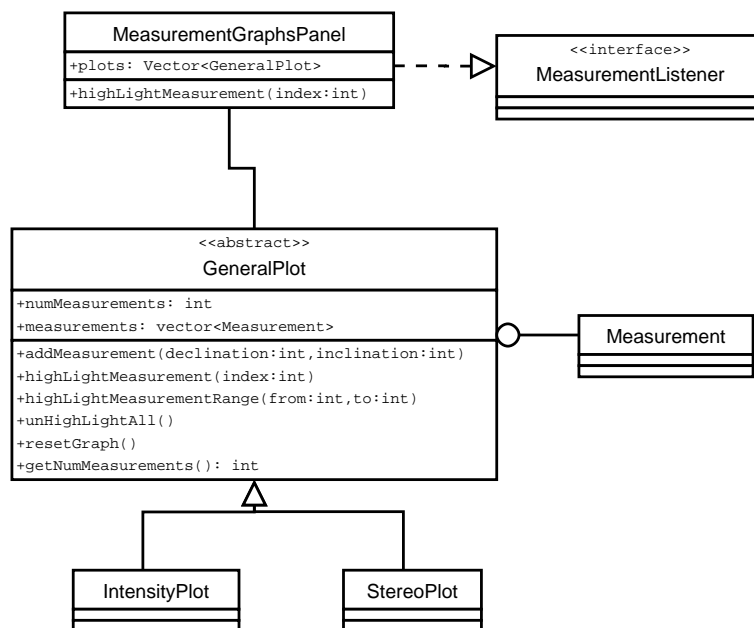 MeasurementGraphsPanel
+plots: Vector<GeneralPlot>
+highLightMeasurement(index:int)
<<interface>>
MeasurementListener
<<abstract>>
GeneralPlot
+numMeasurements: int
+measurements: vector<Measurement>
+addMeasurement(declination:int,inclination:int)
+highLightMeasurement(index:int)
+highLightMeasurementRange(from:int,to:int)
+unHighLightAll()
+resetGraph()
+getNumMeasurements(): int
Measurement
IntensityPlot
StereoPlot